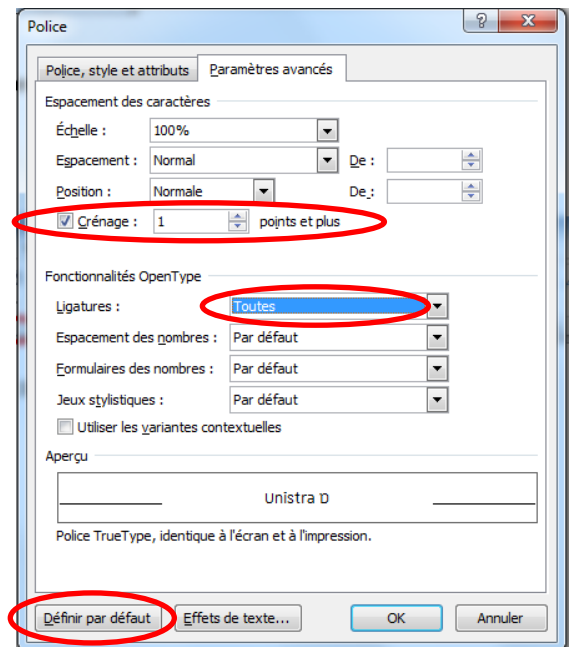 Police
Police, style et attributs Paramètres avancés
Espacement des caractères
Échelle : 100%
Espacement : Normal De :
Position : Normale De :
Crénage : 1 points et plus
Fonctionnalités OpenType
Ligatures : Toutes
Espacement des nombres : Par défaut
Formulaires des nombres : Par défaut
Jeux stylistiques : Par défaut
Utiliser les variantes contextuelles
Aperçu
Unistra מ
Police TrueType, identique à l'écran et à l'impression.
Définir par défaut Effets de texte... OK Annuler